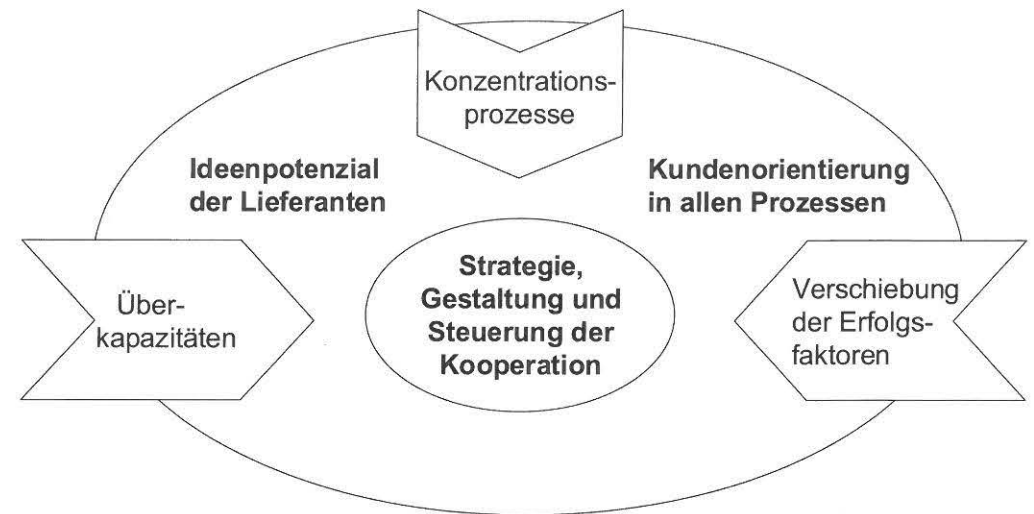 Konzentrations-
prozesse
Ideenpotenzial
der Lieferanten
Kundenorientierung
in allen Prozessen
Über-
kapazitäten
Strategie,
Gestaltung und
Steuerung der
Kooperation
Verschiebung
der Erfolgs-
faktoren